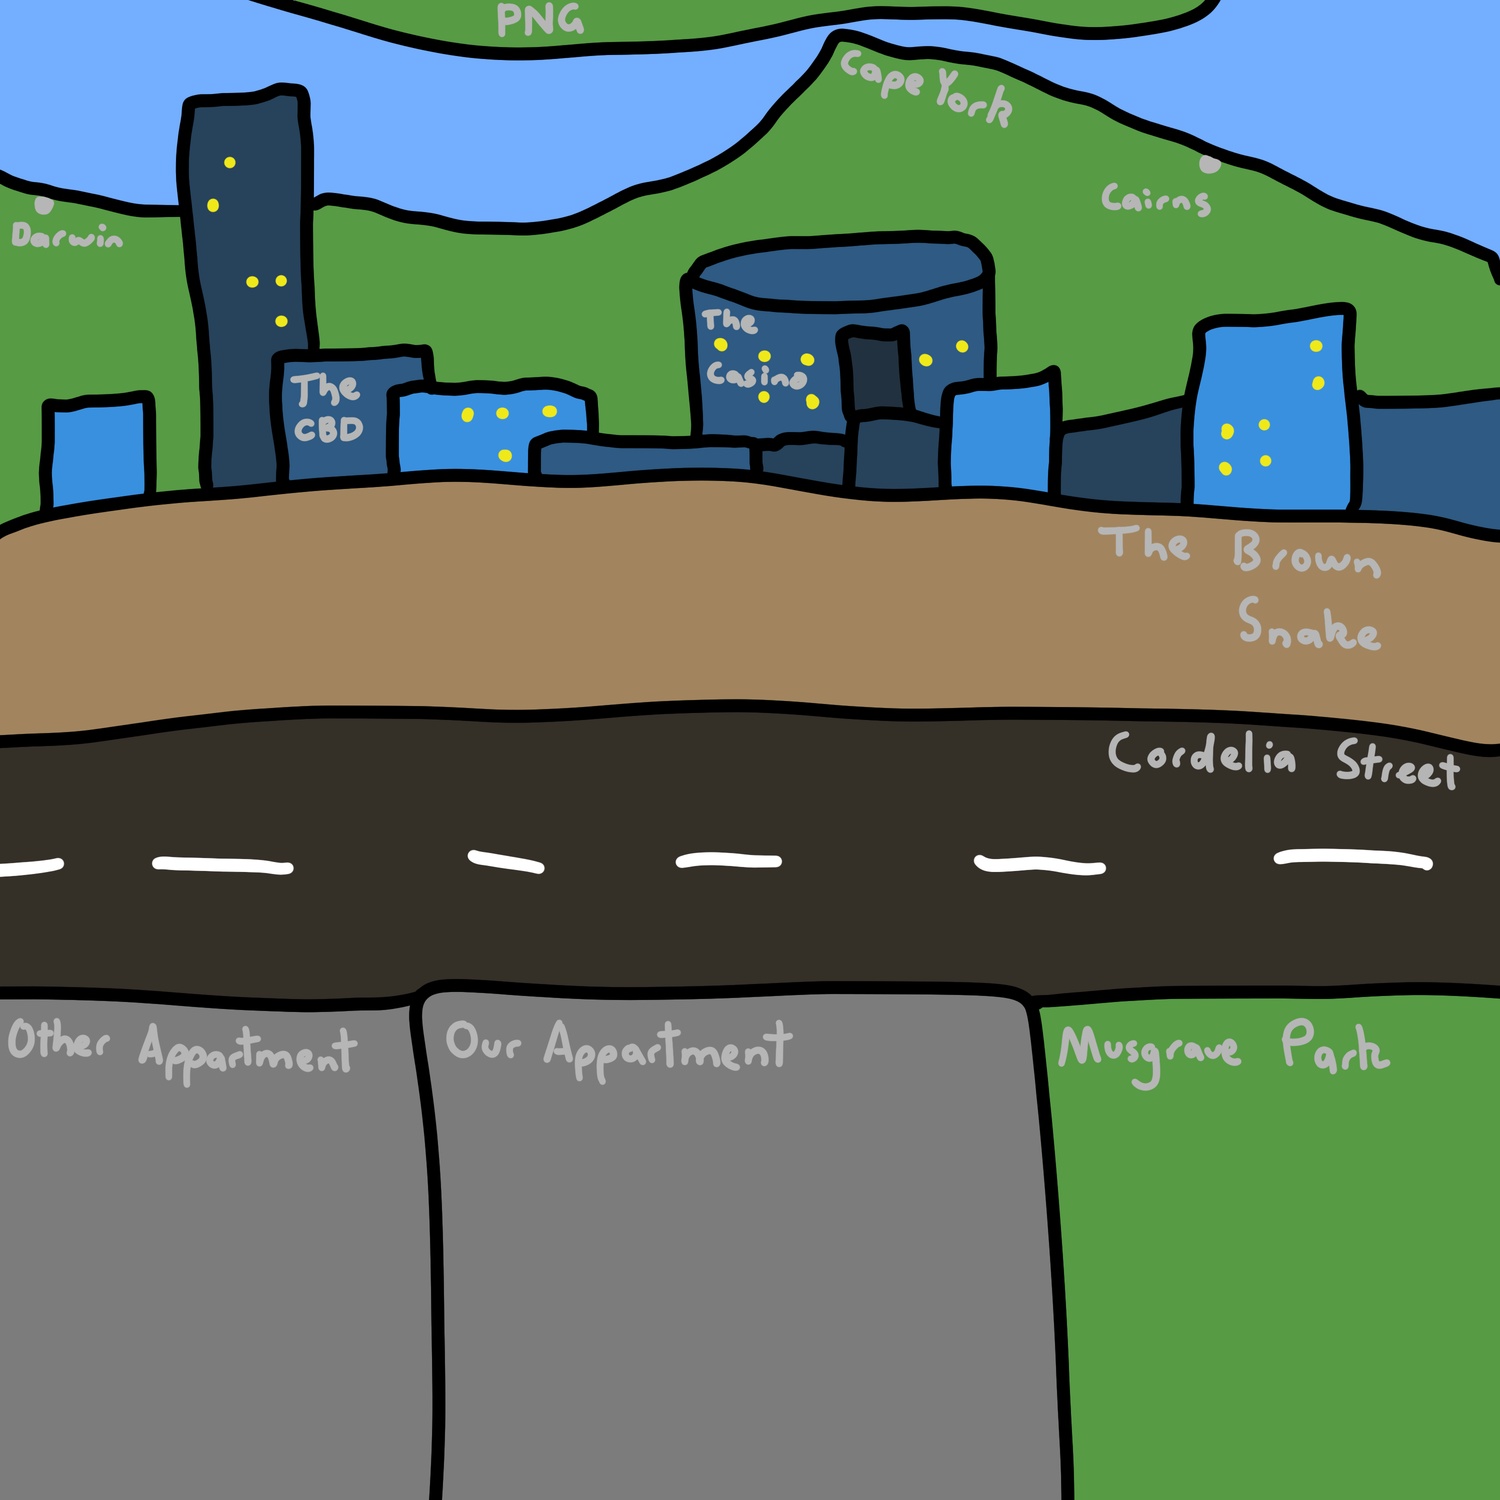 PNG
Cape York
Cairns
Darwin
The
Casino
The
CBD
The Brown
Snake
Cordelia Street
Other Appartment
Our Appartment
Musgrave Park